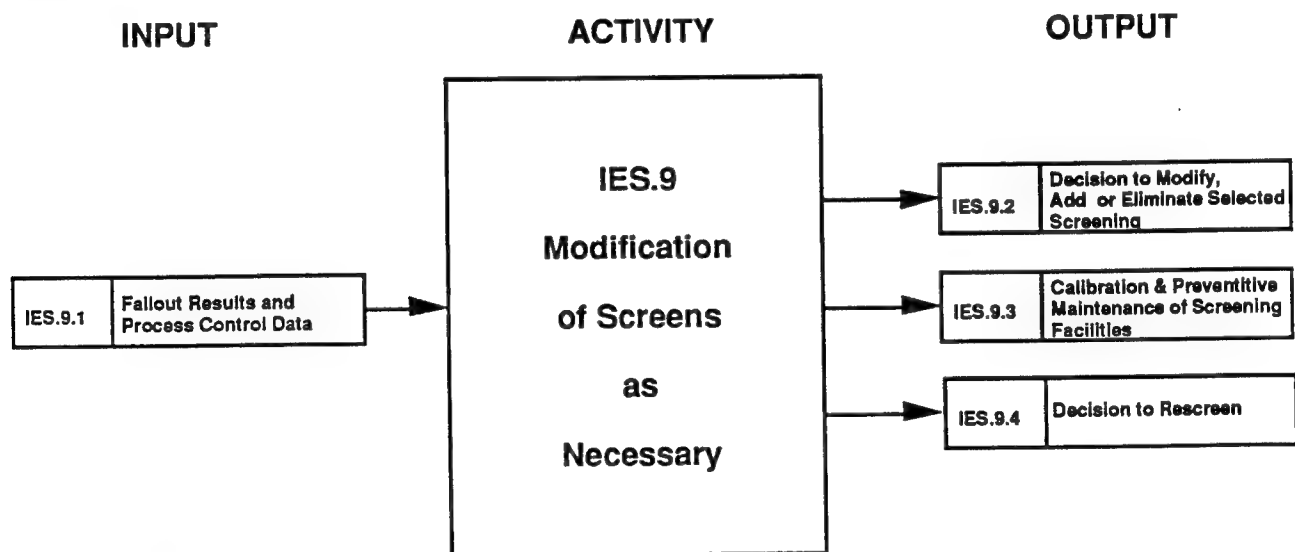 INPUT
ACTIVITY
OUTPUT
IES.9.1
Fallout Results and
Process Control Data
IES.9
Modification
of Screens
as
Necessary
IES.9.2
Decision to Modify,
Add or Eliminate Selected
Screening
IES.9.3
Calibration & Preventitive
Maintenance of Screening
Facilities
IES.9.4
Decision to Rescreen